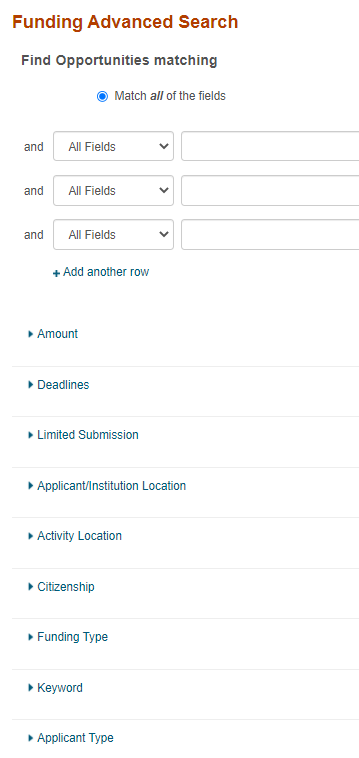 Funding Advanced Search
Find Opportunities matching
Match all of the fields
and All Fields
and All Fields
and All Fields
+ Add another row
Amount
Deadlines
Limited Submission
Applicant/Institution Location
Activity Location
Citizenship
Funding Type
Keyword
Applicant Type